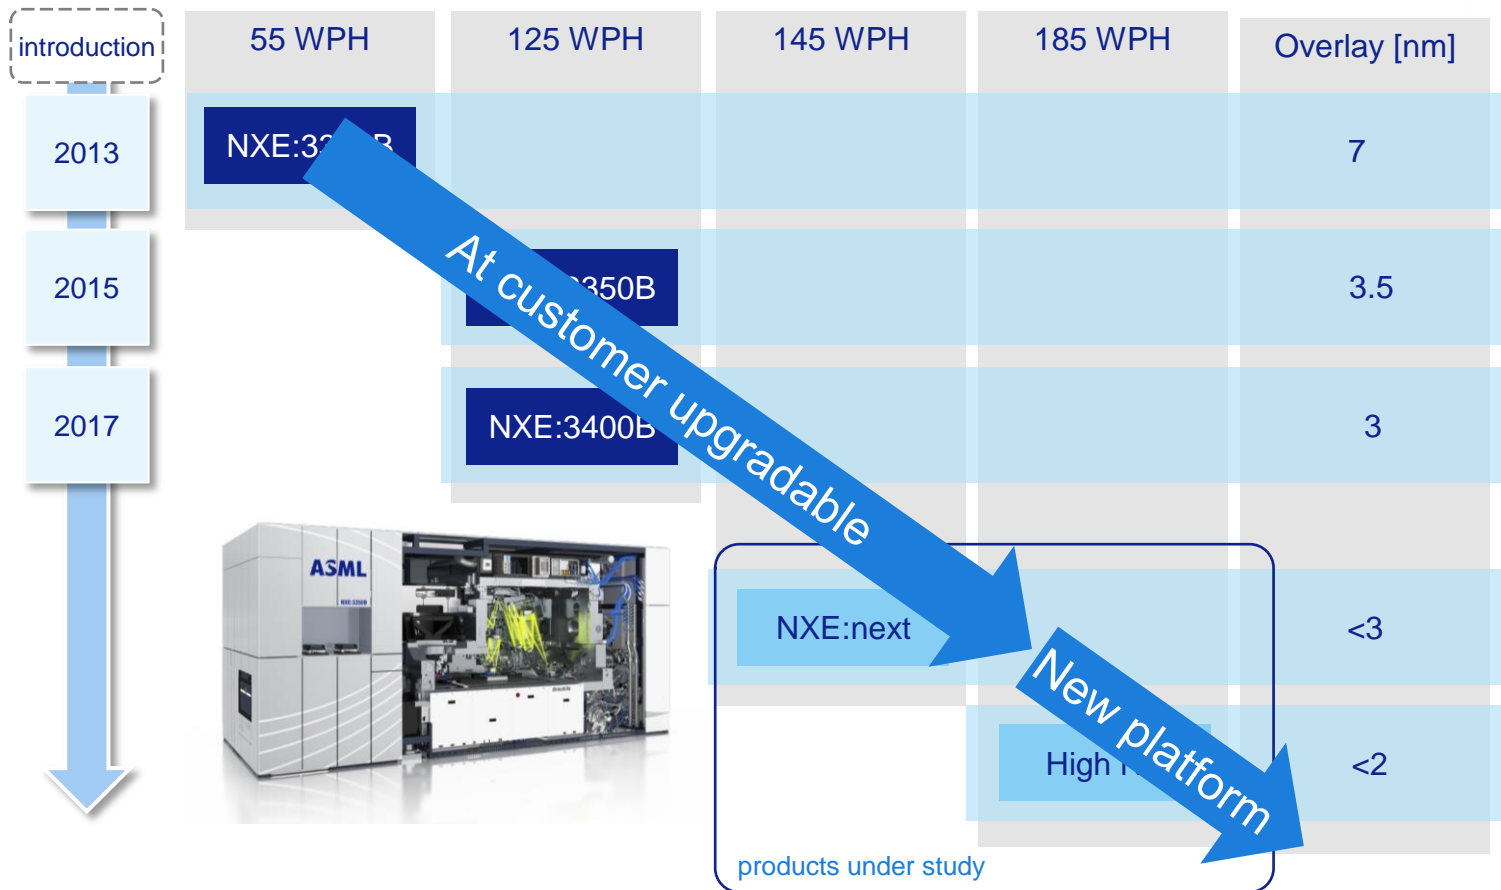 introduction
55 WPH
125 WPH
145 WPH
185 WPH
Overlay [nm]
2013
7
2015
350B
3.5
2017
NXE:3400B
3
At customer upgradable
ASML
NXE:3350B
NXE:next
<3
New platform
High
<2
products under study